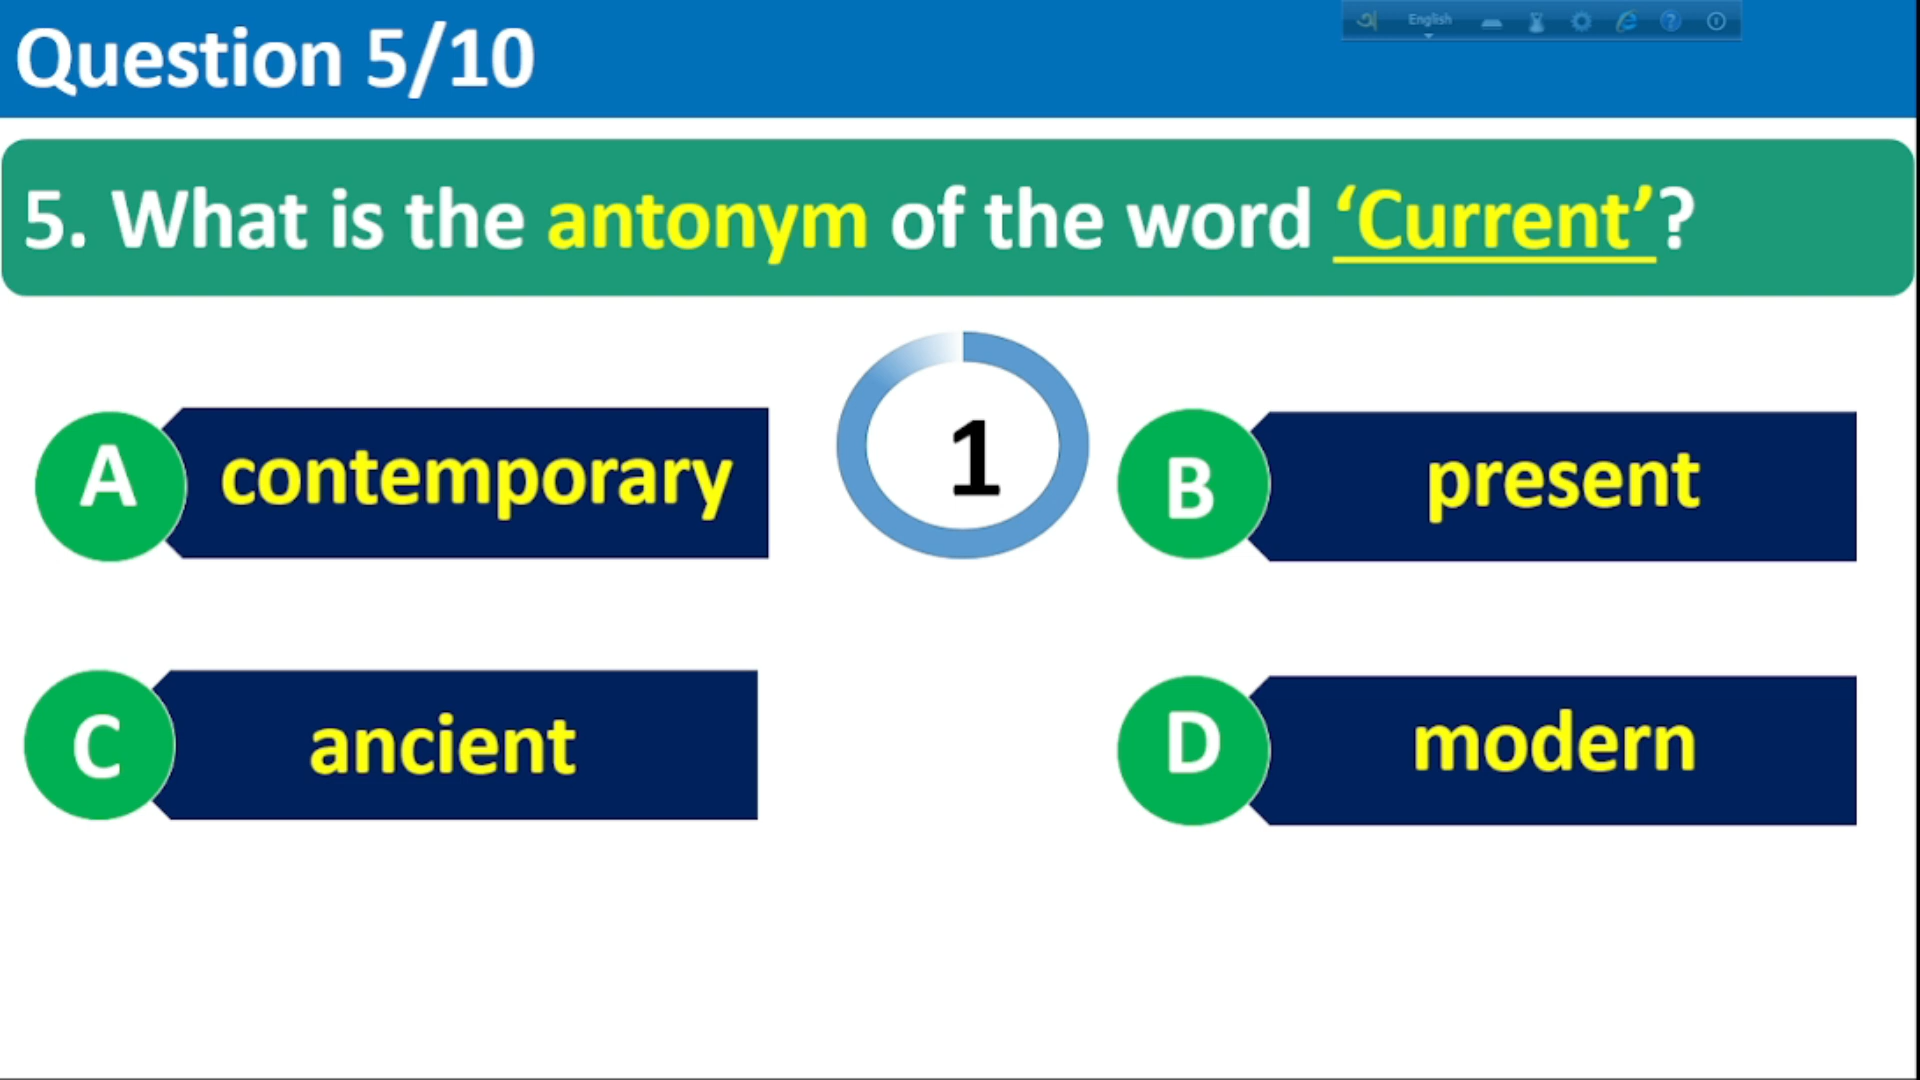 English
Question 5/10
5. What is the antonym of the word ‘Current’?
1
A contemporary
B present
C ancient
D modern